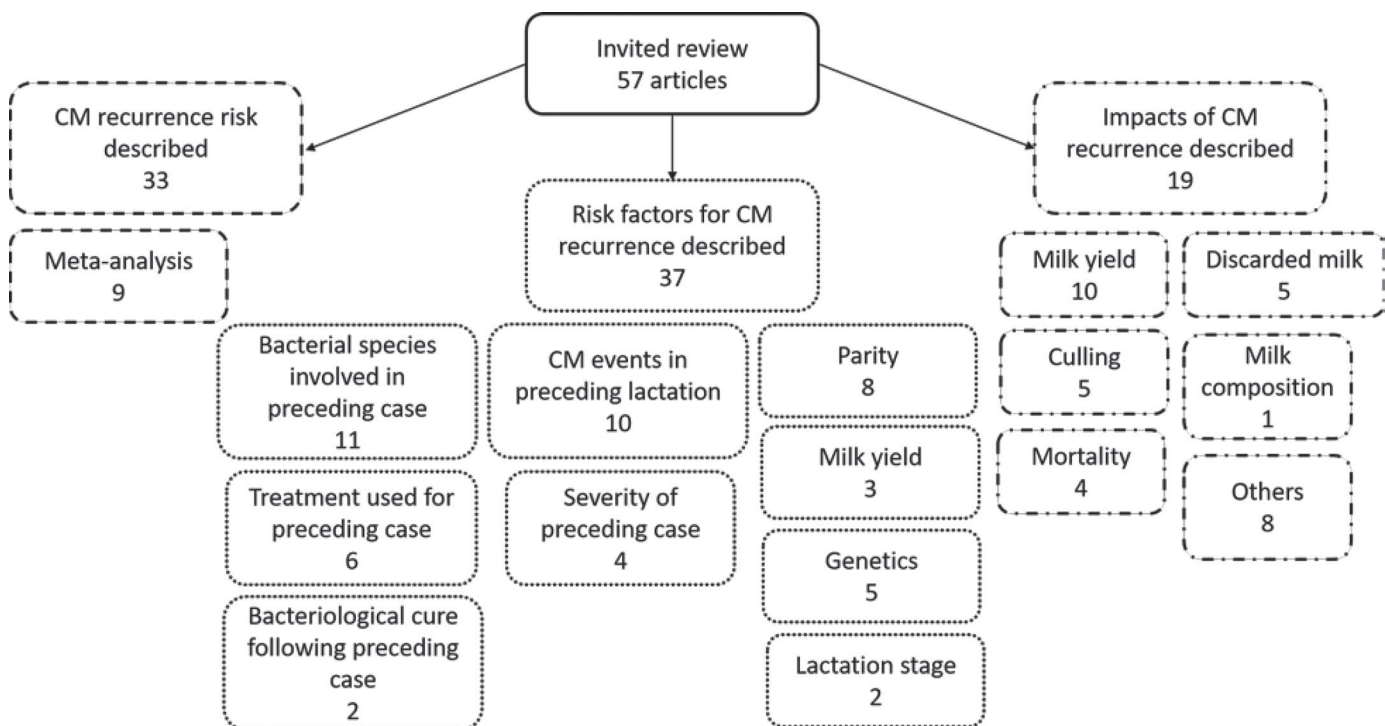 Invited review
57 articles
CM recurrence risk
described
33
Meta-analysis
9
Risk factors for CM
recurrence described
37
Bacterial species
involved in
preceding case
11
Treatment used for
preceding case
6
Bacteriological cure
following preceding
case
2
CM events in
preceding lactation
10
Severity of
preceding case
4
Parity
8
Milk yield
3
Genetics
5
Lactation stage
2
Impacts of CM
recurrence described
19
Milk yield
10
Culling
5
Mortality
4
Discarded milk
5
Milk
composition
1
Others
8